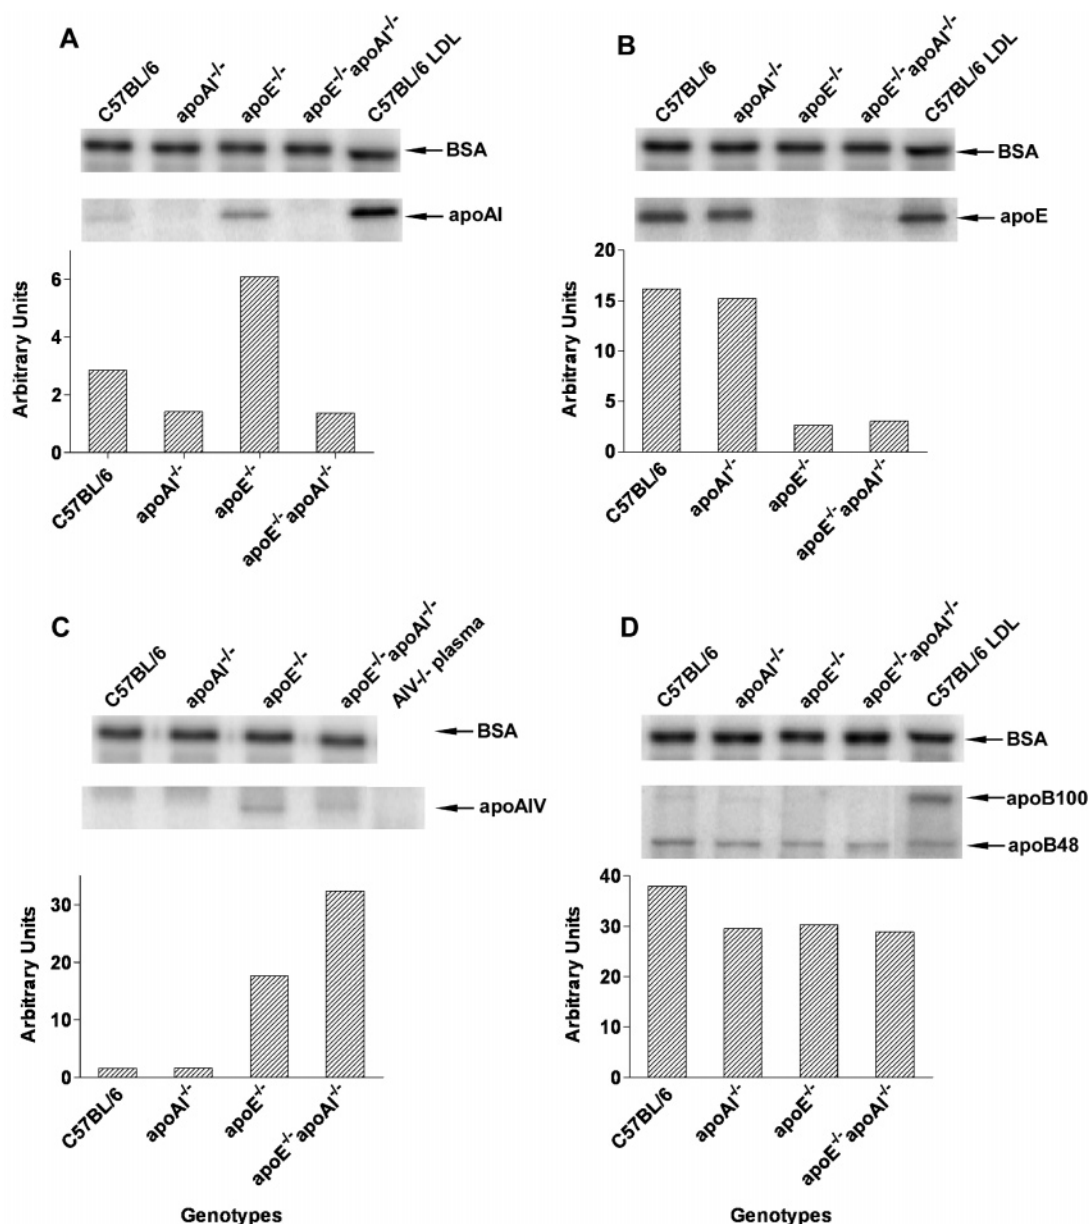 A
C57BL/6
apoAI-/-
apoE-/-
apoE-/-apoAI-/-
C57BL/6 LDL
BSA
apoAI
Arbitrary Units
6
4
2
0
C57BL/6
apoAI-/-
apoE-/-
apoE-/-apoAI-/-
B
C57BL/6
apoAI-/-
apoE-/-
apoE-/-apoAI-/-
C57BL/6 LDL
BSA
apoE
Arbitrary Units
20
15
10
5
0
C57BL/6
apoAI-/-
apoE-/-
apoE-/-apoAI-/-
C
C57BL/6
apoAI-/-
apoE-/-
apoE-/-apoAI-/-
AIV-/- plasma
BSA
apoAIV
Arbitrary Units
30
20
10
0
C57BL/6
apoAI-/-
apoE-/-
apoE-/-apoAI-/-
Genotypes
D
C57BL/6
apoAI-/-
apoE-/-
apoE-/-apoAI-/-
C57BL/6 LDL
BSA
apoB100
apoB48
Arbitrary Units
40
30
20
10
0
C57BL/6
apoAI-/-
apoE-/-
apoE-/-apoAI-/-
Genotypes